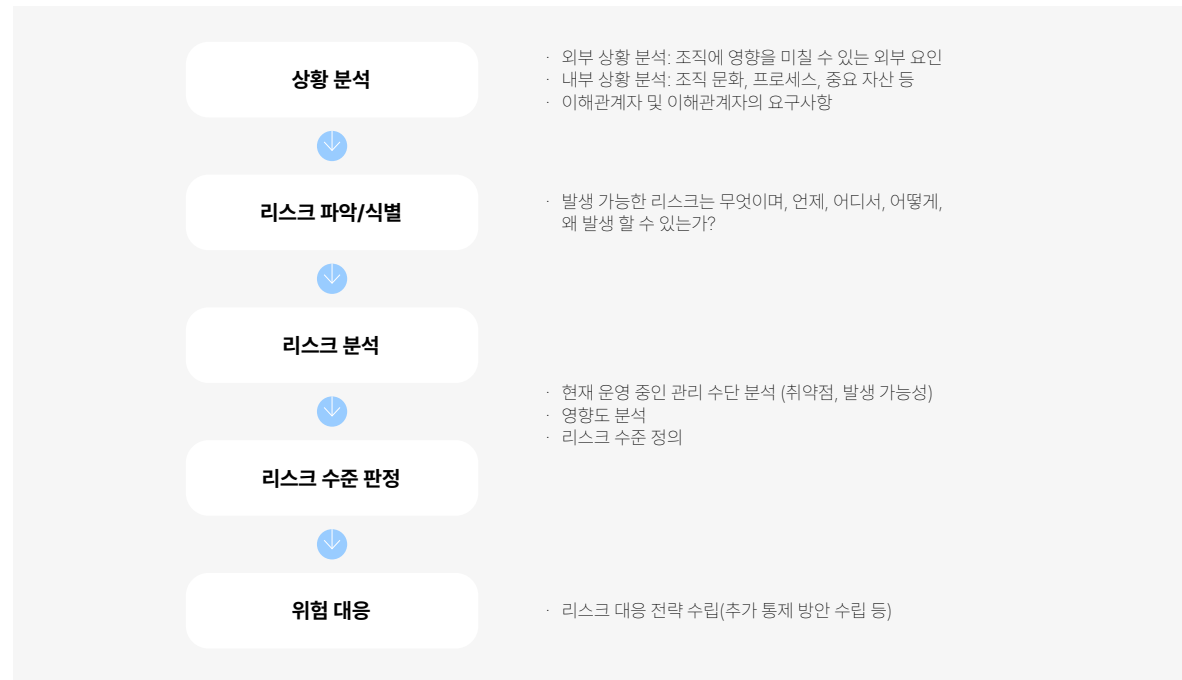 상황 분석
· 외부 상황 분석: 조직에 영향을 미칠 수 있는 외부 요인
· 내부 상황 분석: 조직 문화, 프로세스, 중요 자산 등
· 이해관계자 및 이해관계자의 요구사항
리스크 파악/식별
· 발생 가능한 리스크는 무엇이며, 언제, 어디서, 어떻게,
왜 발생 할 수 있는가?
리스크 분석
· 현재 운영 중인 관리 수단 분석 (취약점, 발생 가능성)
· 영향도 분석
· 리스크 수준 정의
리스크 수준 판정
위험 대응
· 리스크 대응 전략 수립(추가 통제 방안 수립 등)